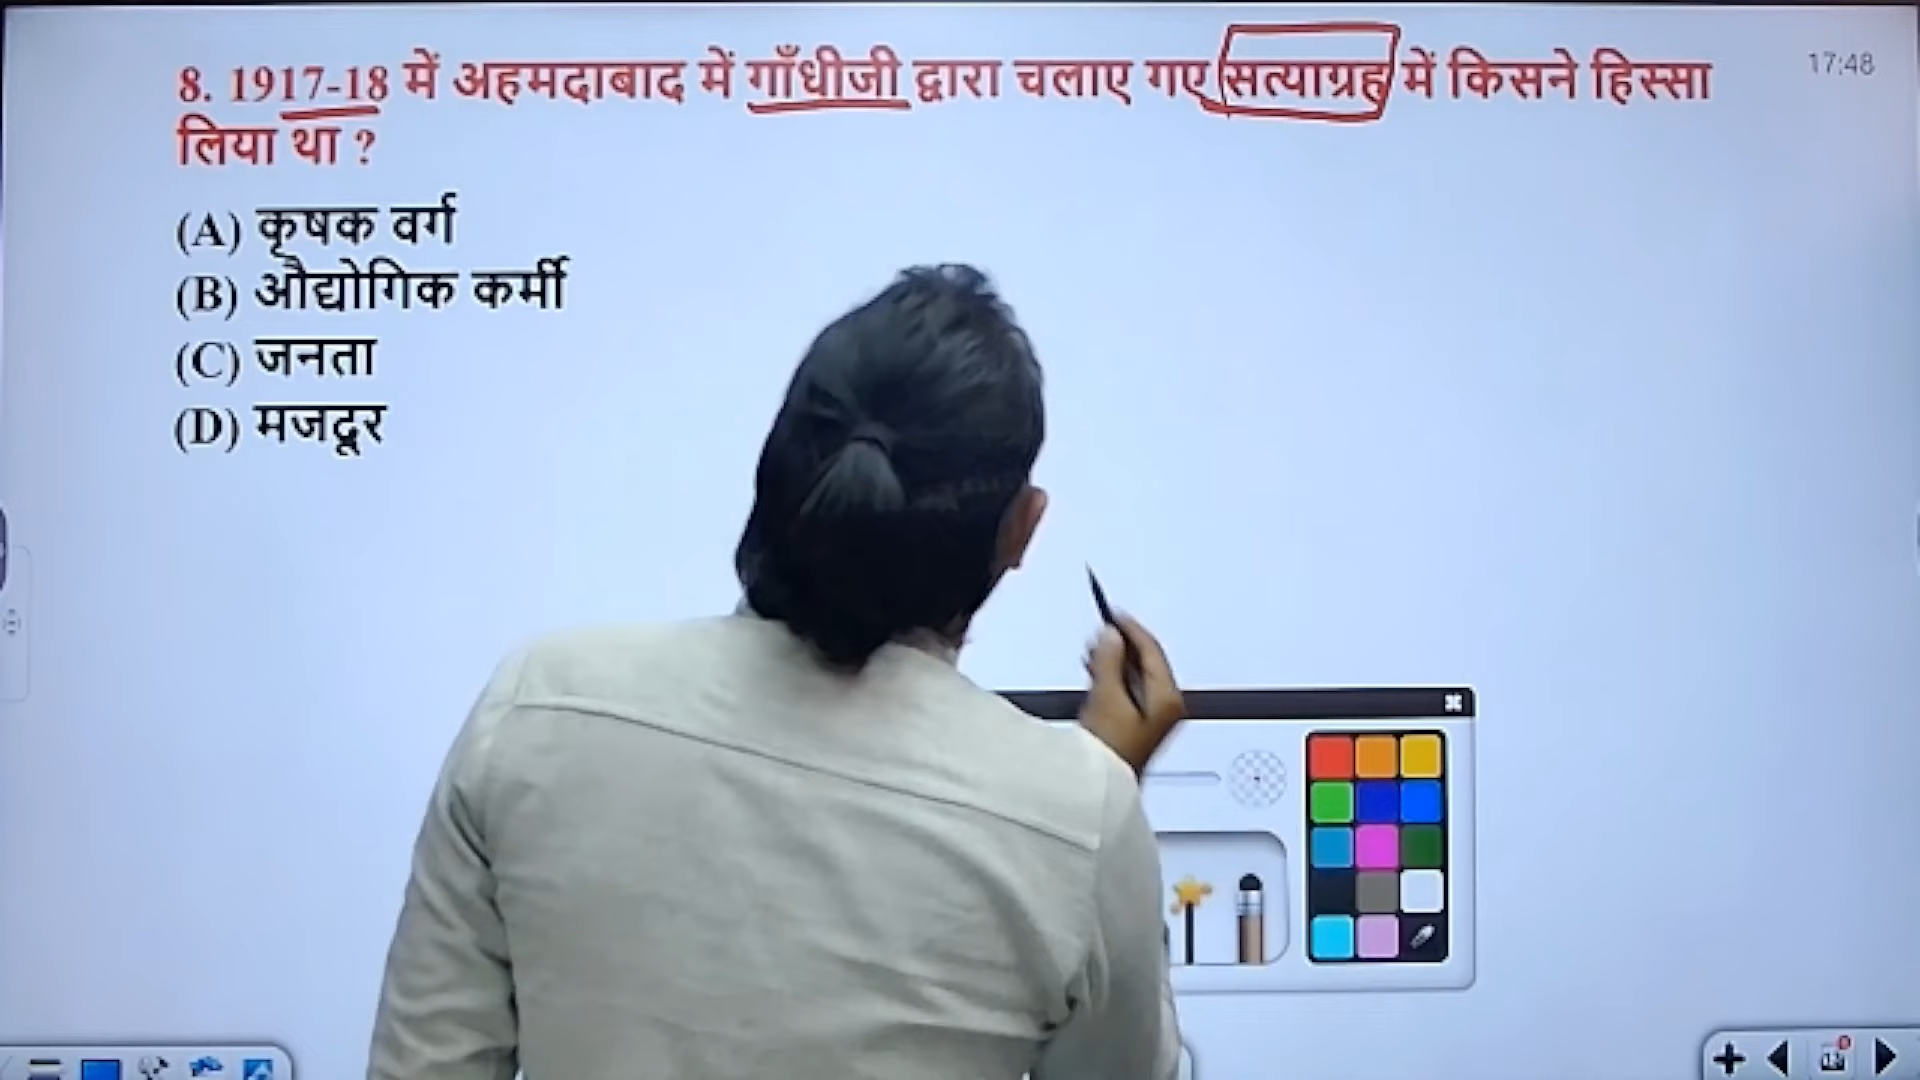 8. 1917-18 में अहमदाबाद में गाँधीजी द्वारा चलाए गए सत्याग्रह में किसने हिस्सा
लिया था ?
17:48
(A) कृषक वर्ग
(B) औद्योगिक कर्मी
(C) जनता
(D) मजदूर